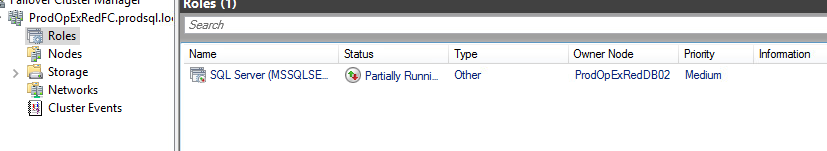 Failover Cluster Manager
Roles (1)
ProdOpExRedFC.prodsql.lo
Search
Roles
Nodes
Storage
Networks
Cluster Events
Name Status Type Owner Node Priority Information
SQL Server (MSSQLSE... Partially Runni... Other ProdOpExRedDB02 Medium